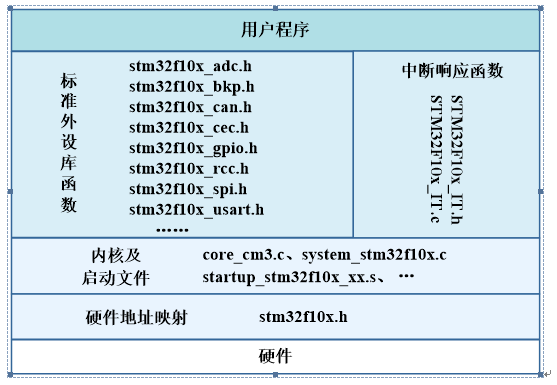 用户程序
标准外设库函数
stm32f10x_adc.h
stm32f10x_bkp.h
stm32f10x_can.h
stm32f10x_cec.h
stm32f10x_gpio.h
stm32f10x_rcc.h
stm32f10x_spi.h
stm32f10x_usart.h
……
中断响应函数
STM32F10x_IT.h
STM32F10x_IT.c
内核及
启动文件
core_cm3.c、system_stm32f10x.c
startup_stm32f10x_xx.s、 …
硬件地址映射 stm32f10x.h
硬件